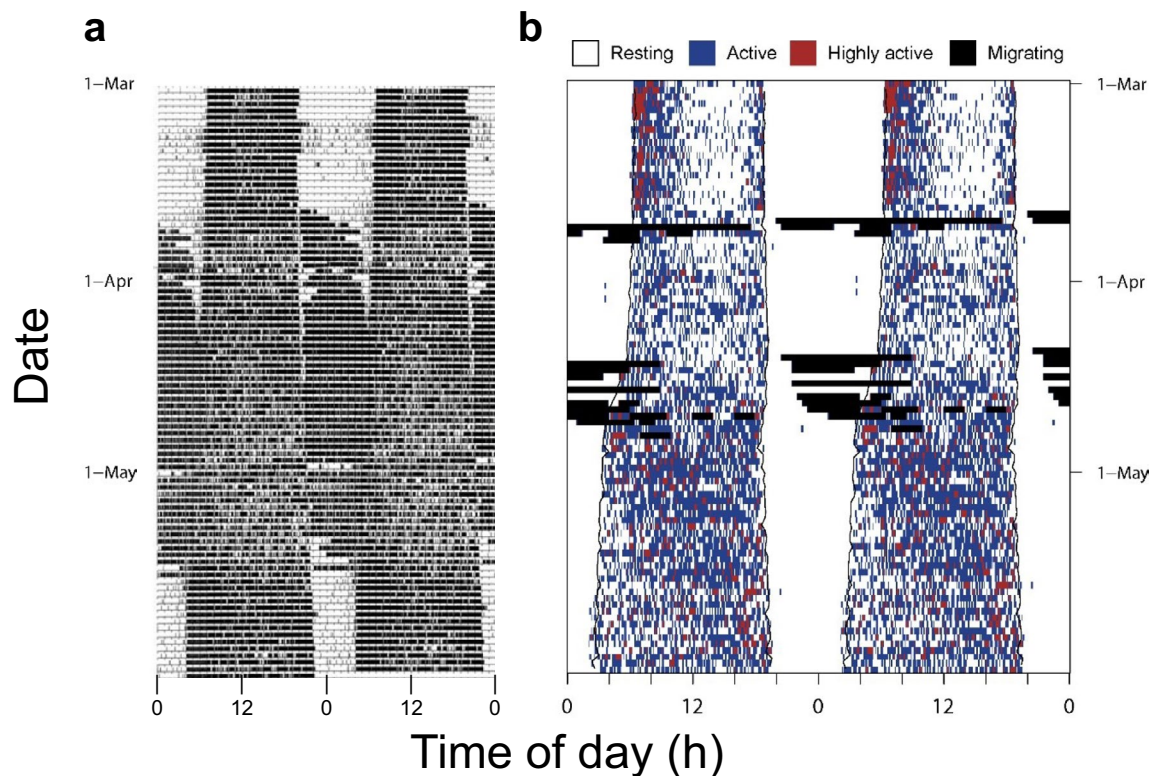 a
b
Resting Active Highly active Migrating
1–Mar
1–Apr
1–May
Date
0 12 0 0 0
1–Mar
1–Apr
1–May
0 12 0 12 0
Time of day (h)